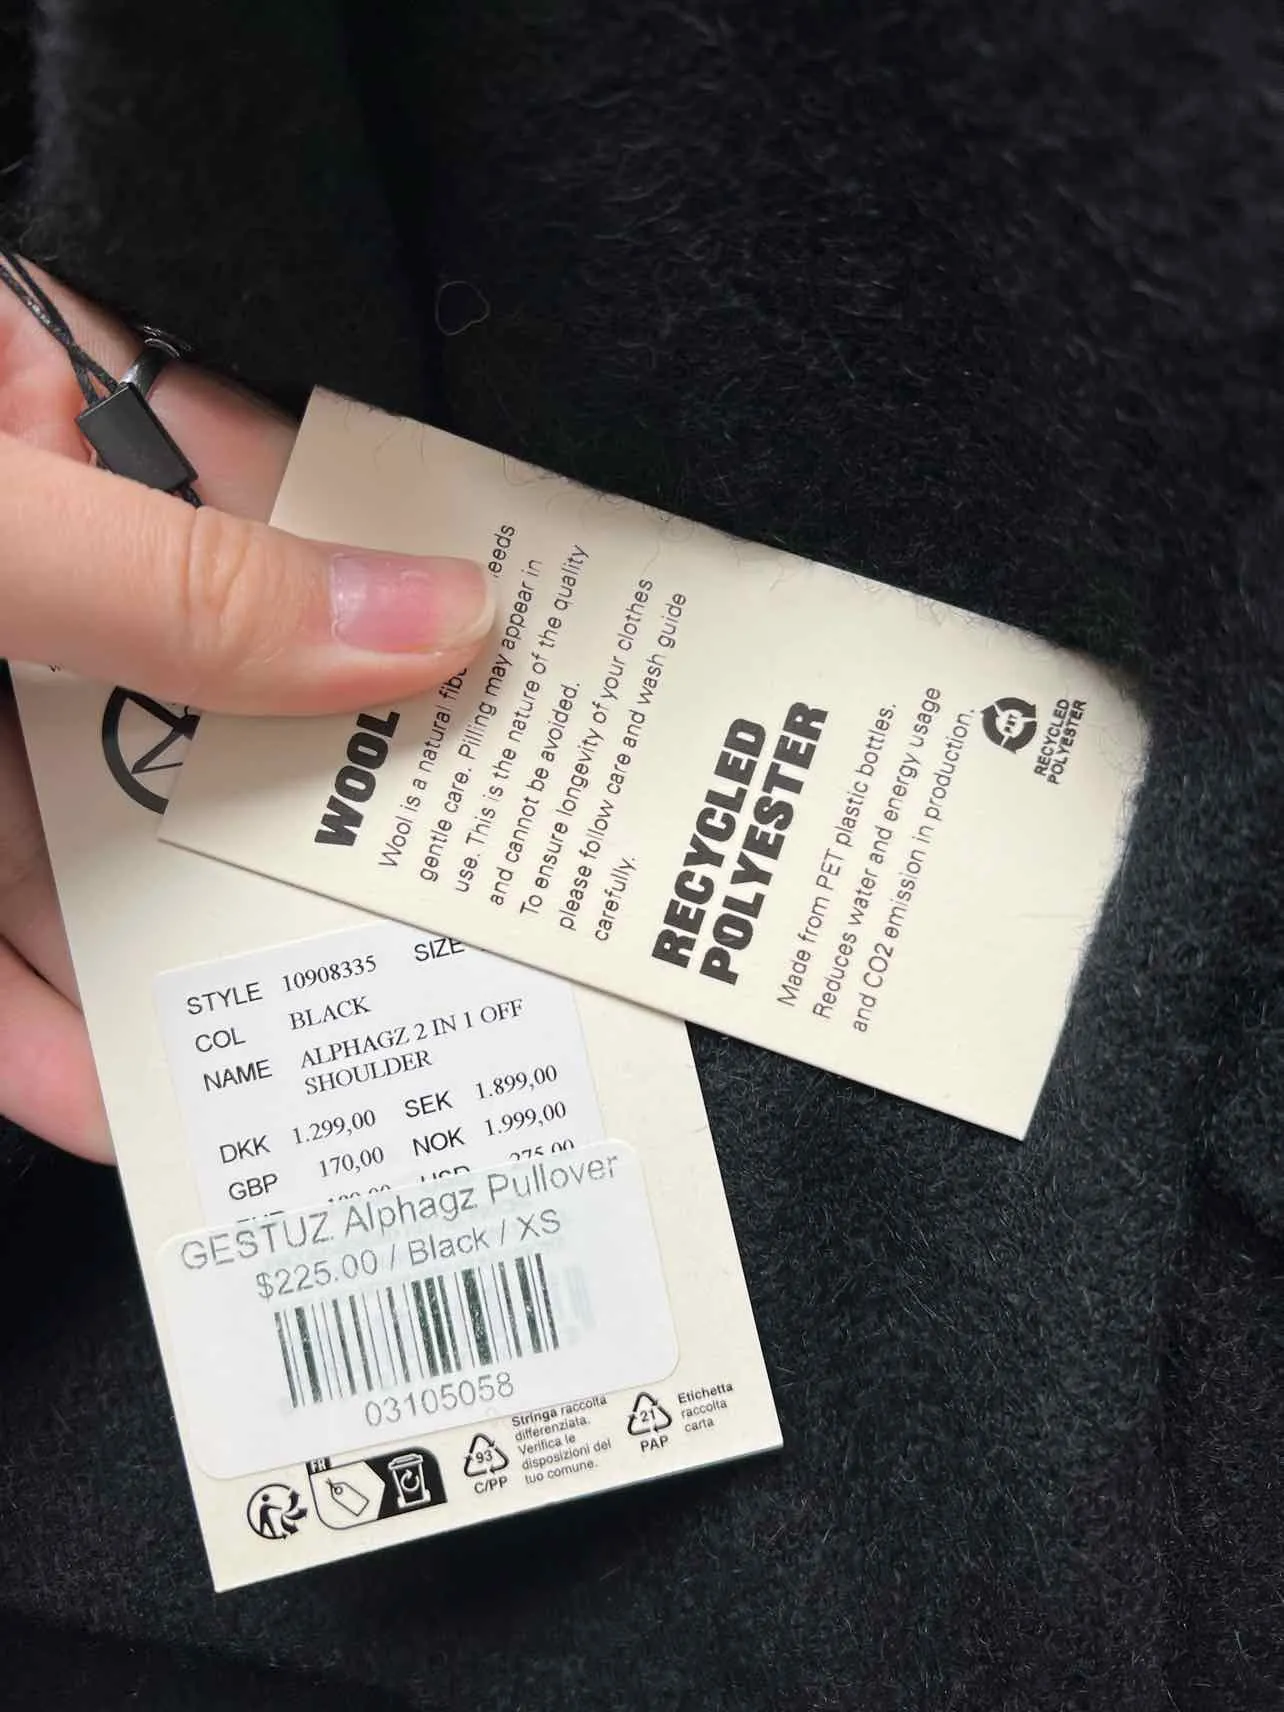 WOOL
Wool is a natural
gentle care. Pilling may appear in
use. This is the nature of the quality
and cannot be avoided.
To ensure longevity of your clothes
please follow care and wash guide
carefully.
RECYCLED
POLYESTER
Made from PET plastic bottles.
Reduces water and energy usage
and CO2 emission in production.
PET
RECYCLED
POLYESTER
STYLE 10908335 SIZE
COL BLACK
NAME ALPHAGZ 2 IN 1 OFF
SHOULDER
DKK 1.299,00 SEK 1.899,00
GBP 170,00 NOK 1.999,00
USD 275,00
GESTUZ Alphagz Pullover
$225.00 / Black / XS
03105058
FR
93
C/PP
Stringa raccolta
differenziata.
Verifica le
disposizioni del
tuo comune.
21
PAP
Etichetta
raccolta
carta